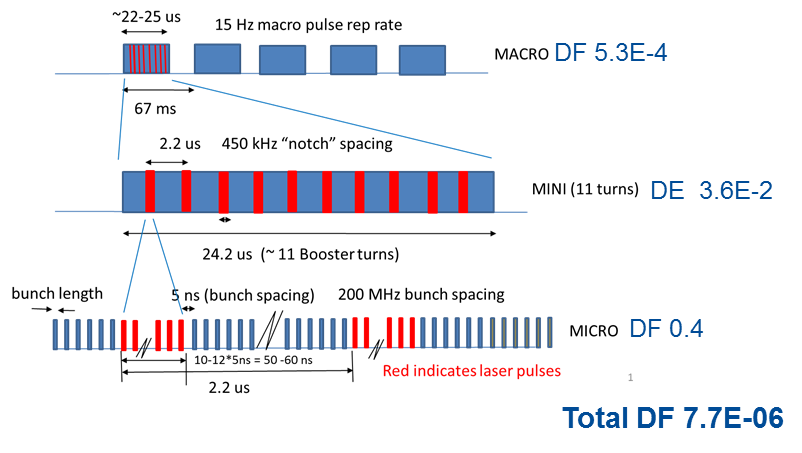 ~22-25 us
15 Hz macro pulse rep rate
MACRO DF 5.3E-4
67 ms
2.2 us
450 kHz “notch” spacing
MINI (11 turns) DE 3.6E-2
24.2 us (~ 11 Booster turns)
bunch length
5 ns (bunch spacing)
200 MHz bunch spacing
MICRO DF 0.4
10-12*5ns = 50 -60 ns
Red indicates laser pulses
2.2 us
1
Total DF 7.7E-06